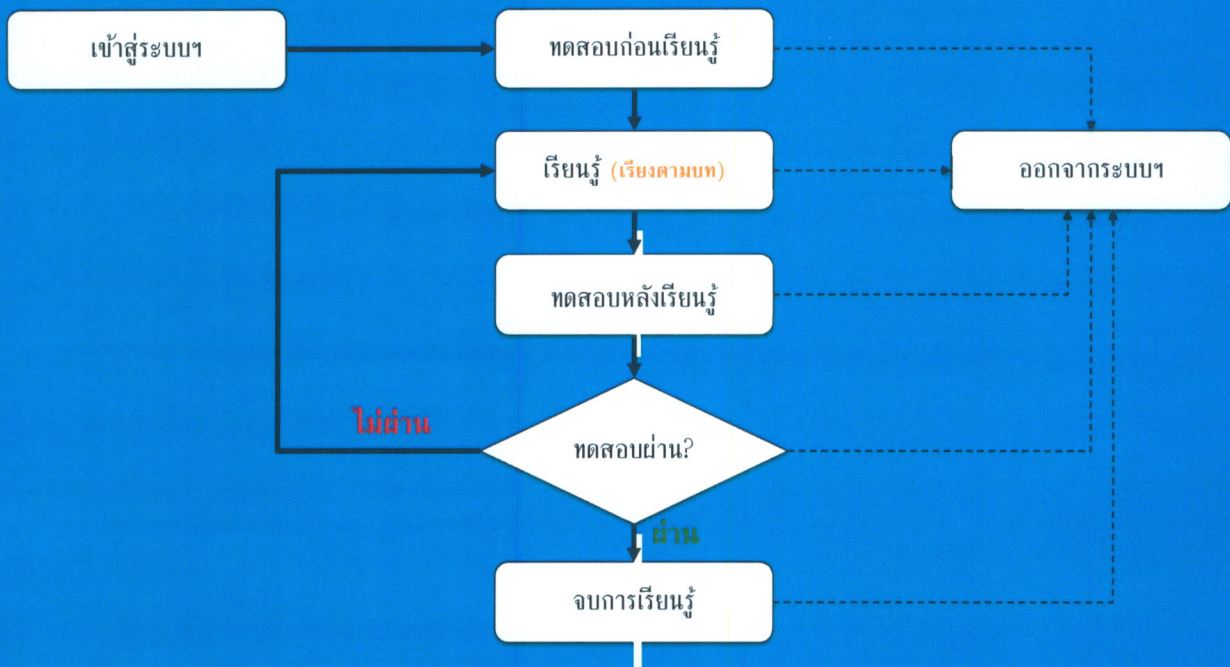 เข้าสู่ระบบฯ
ทดสอบก่อนเรียนรู้
เรียนรู้ (เรียงตามบท)
ออกจากระบบฯ
ทดสอบหลังเรียนรู้
ไม่ผ่าน
ทดสอบผ่าน?
ผ่าน
จบการเรียนรู้